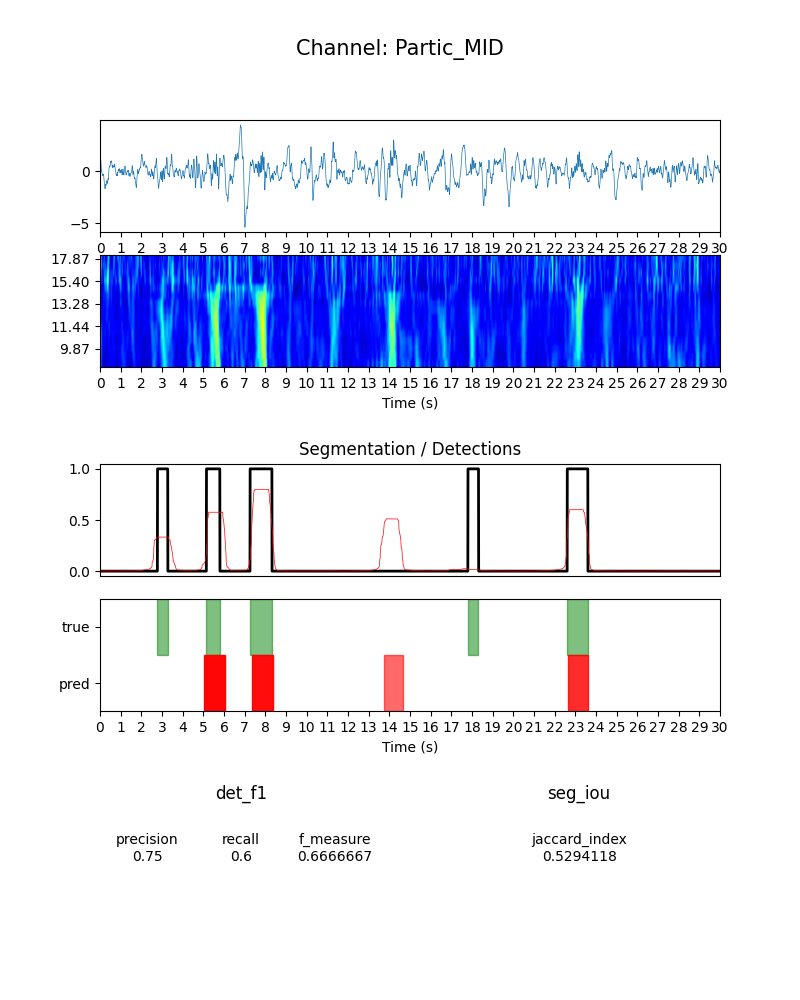 Channel: Partic_MID
0
−5
0 1 2 3 4 5 6 7 8 9 10 11 12 13 14 15 16 17 18 19 20 21 22 23 24 25 26 27 28 29 30
17.87
15.40
13.28
11.44
9.87
0 1 2 3 4 5 6 7 8 9 10 11 12 13 14 15 16 17 18 19 20 21 22 23 24 25 26 27 28 29 30
Time (s)
Segmentation / Detections
1.0
0.5
0.0
true
pred
0 1 2 3 4 5 6 7 8 9 10 11 12 13 14 15 16 17 18 19 20 21 22 23 24 25 26 27 28 29 30
Time (s)
det_f1 seg_iou
precision recall f_measure jaccard_index
0.75 0.6 0.6666667 0.5294118